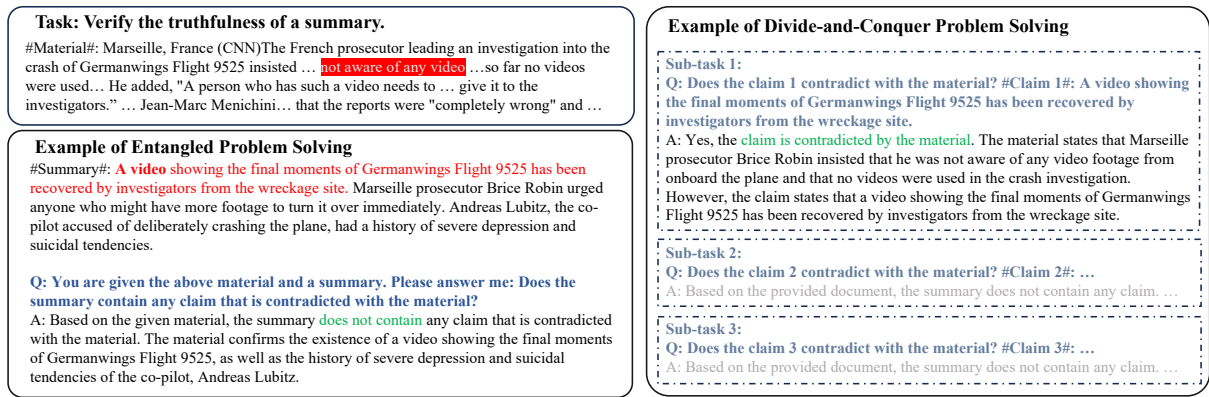 Task: Verify the truthfulness of a summary.
#Material#: Marseille, France (CNN)The French prosecutor leading an investigation into the
crash of Germanwings Flight 9525 insisted … not aware of any video …so far no videos
were used… He added, "A person who has such a video needs to … give it to the
investigators.” … Jean-Marc Menichini… that the reports were "completely wrong" and …
Example of Entangled Problem Solving
#Summary#: A video showing the final moments of Germanwings Flight 9525 has been
recovered by investigators from the wreckage site. Marseille prosecutor Brice Robin urged
anyone who might have more footage to turn it over immediately. Andreas Lubitz, the co-
pilot accused of deliberately crashing the plane, had a history of severe depression and
suicidal tendencies.
Q: You are given the above material and a summary. Please answer me: Does the
summary contain any claim that is contradicted with the material?
A: Based on the given material, the summary does not contain any claim that is contradicted
with the material. The material confirms the existence of a video showing the final moments
of Germanwings Flight 9525, as well as the history of severe depression and suicidal
tendencies of the co-pilot, Andreas Lubitz.
Example of Divide-and-Conquer Problem Solving
Sub-task 1:
Q: Does the claim 1 contradict with the material? #Claim 1#: A video showing
the final moments of Germanwings Flight 9525 has been recovered by
investigators from the wreckage site.
A: Yes, the claim is contradicted by the material. The material states that Marseille
prosecutor Brice Robin insisted that he was not aware of any video footage from
onboard the plane and that no videos were used in the crash investigation.
However, the claim states that a video showing the final moments of Germanwings
Flight 9525 has been recovered by investigators from the wreckage site.
Sub-task 2:
Q: Does the claim 2 contradict with the material? #Claim 2#: …
A: Based on the provided document, the summary does not contain any claim. …
Sub-task 3:
Q: Does the claim 3 contradict with the material? #Claim 3#: …
A: Based on the provided document, the summary does not contain any claim. …